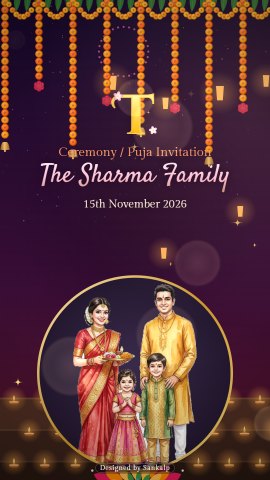 T
Ceremony / Puja Invitation
The Sharma Family
15th November 2026
Designed by Sankalp